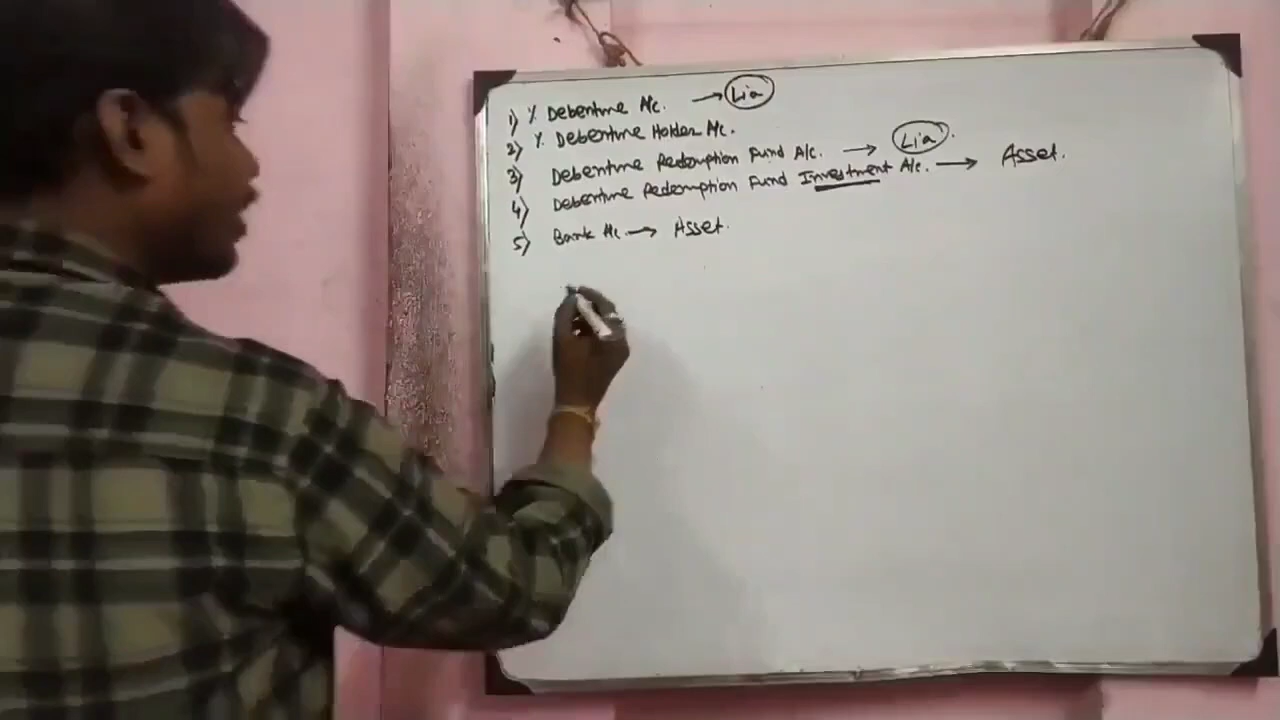 1) % Debenture A/c. → Lia
2) % Debenture Holder A/c.
3) Debenture Redemption Fund A/c. → Lia.
4) Debenture Redemption Fund Investment A/c. → Asset.
5) Bank A/c → Asset.